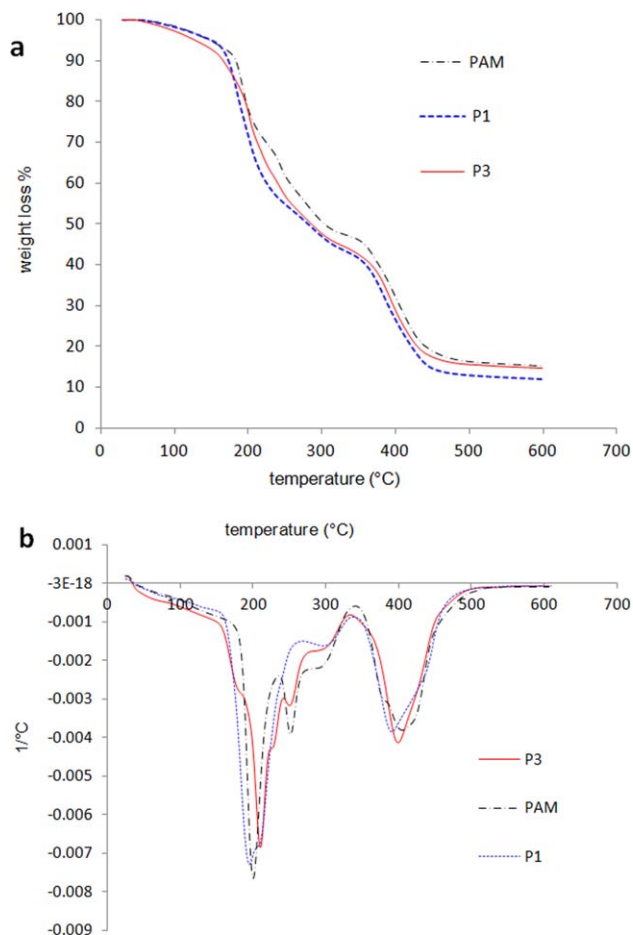 a
100
90
80
70
60
50
40
30
20
10
0
weight loss %
PAM
P1
P3
0 100 200 300 400 500 600 700
temperature (°C)
b
temperature (°C)
0.001
-3E-18
-0.001
-0.002
-0.003
-0.004
-0.005
-0.006
-0.007
-0.008
-0.009
0 100 200 300 400 500 600 700
1/°C
P3
PAM
P1